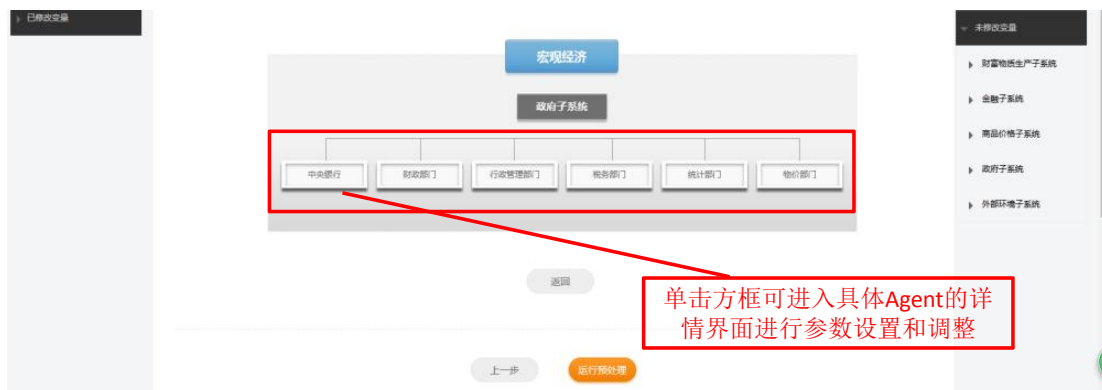 已修改变量
未修改变量
宏观经济
财富物质生产子系统
政府子系统
金融子系统
商品价格子系统
中央银行
财政部门
行政管理部门
税务部门
统计部门
物价部门
政府子系统
外部环境子系统
返回
单击方框可进入具体Agent的详
情界面进行参数设置和调整
上一步
运行预处理